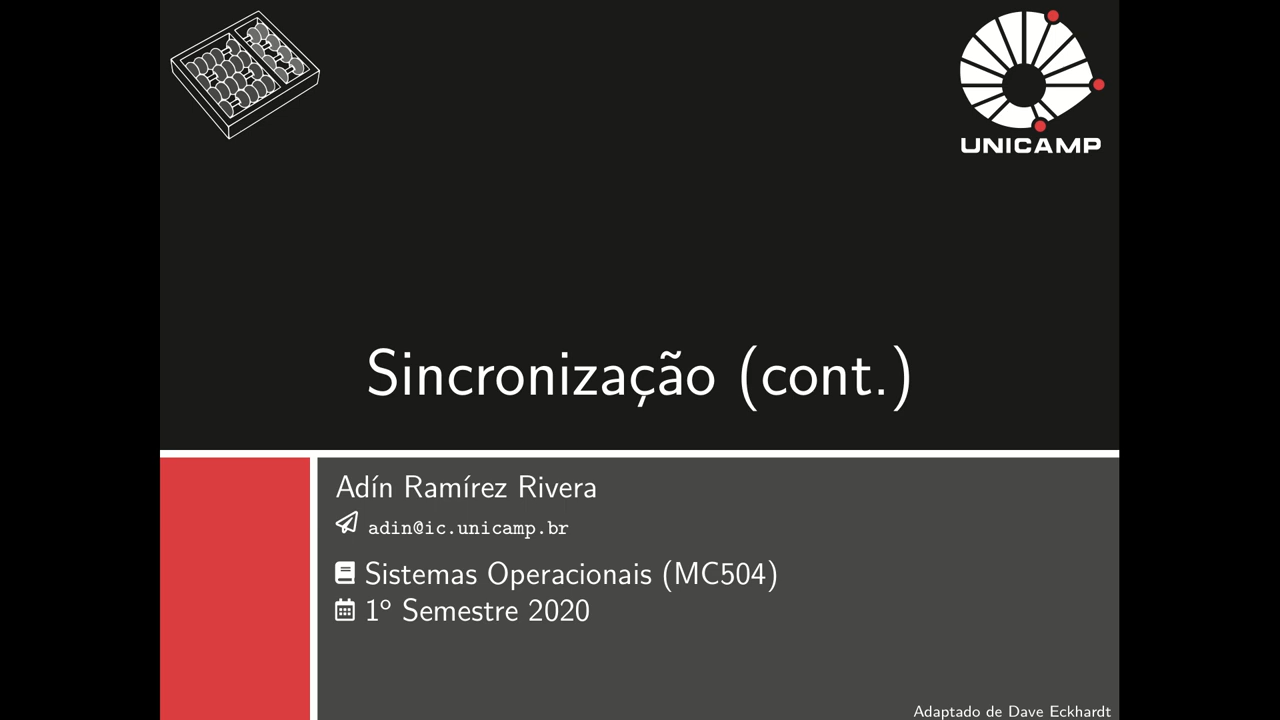 UNICAMP
Sincronização (cont.)
Adín Ramírez Rivera
adin@ic.unicamp.br
Sistemas Operacionais (MC504)
1º Semestre 2020
Adaptado de Dave Eckhardt